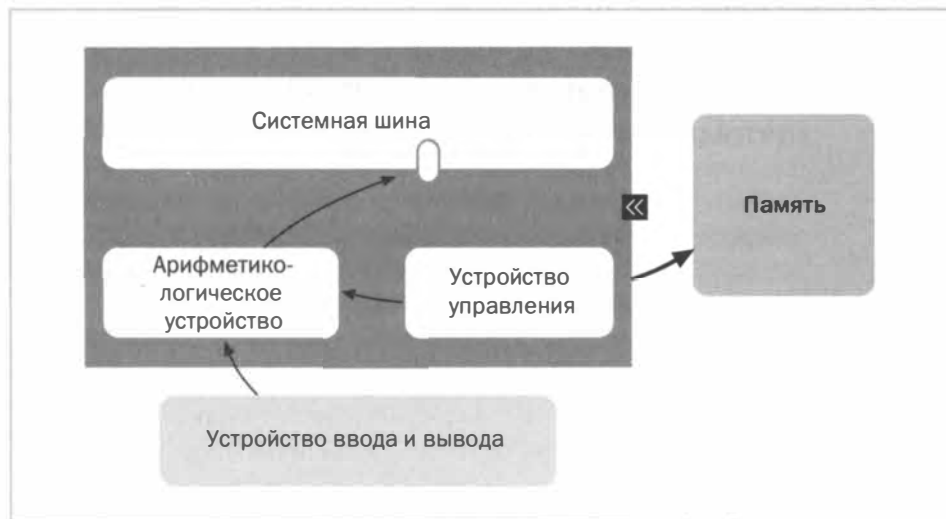 Системная шина
Память
Арифметико-
логическое
устройство
Устройство
управления
Устройство ввода и вывода